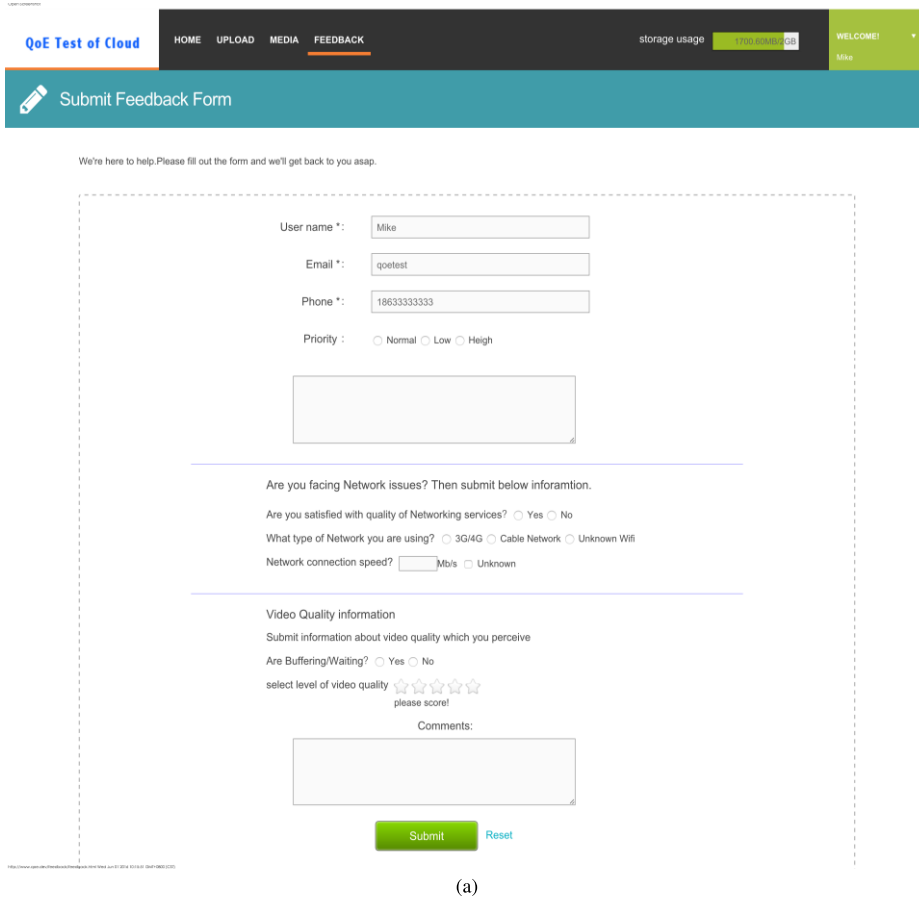 QoE Test of Cloud
HOME UPLOAD MEDIA FEEDBACK
storage usage 1700.60MB/2GB
WELCOME! ▼
Mike
Submit Feedback Form
We're here to help.Please fill out the form and we'll get back to you asap.
User name *: Mike
Email *: qoetest
Phone *: 18633333333
Priority : Normal Low Heigh
Are you facing Network issues? Then submit below inforamtion.
Are you satisfied with quality of Networking services? Yes No
What type of Network you are using? 3G/4G Cable Network Unknown Wifi
Network connection speed? Mb/s Unknown
Video Quality information
Submit information about video quality which you perceive
Are Buffering/Waiting? Yes No
select level of video quality
please score!
Comments:
Submit Reset
(a)